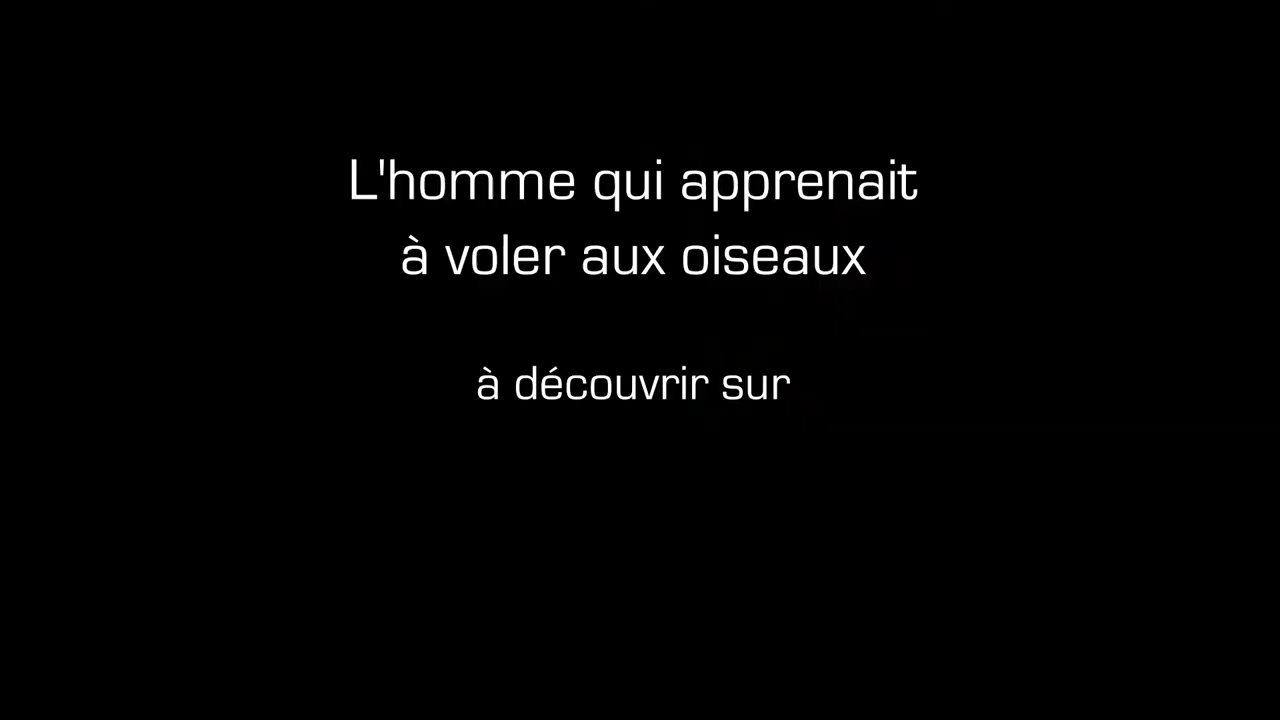 L'homme qui apprenait
à voler aux oiseaux
à découvrir sur